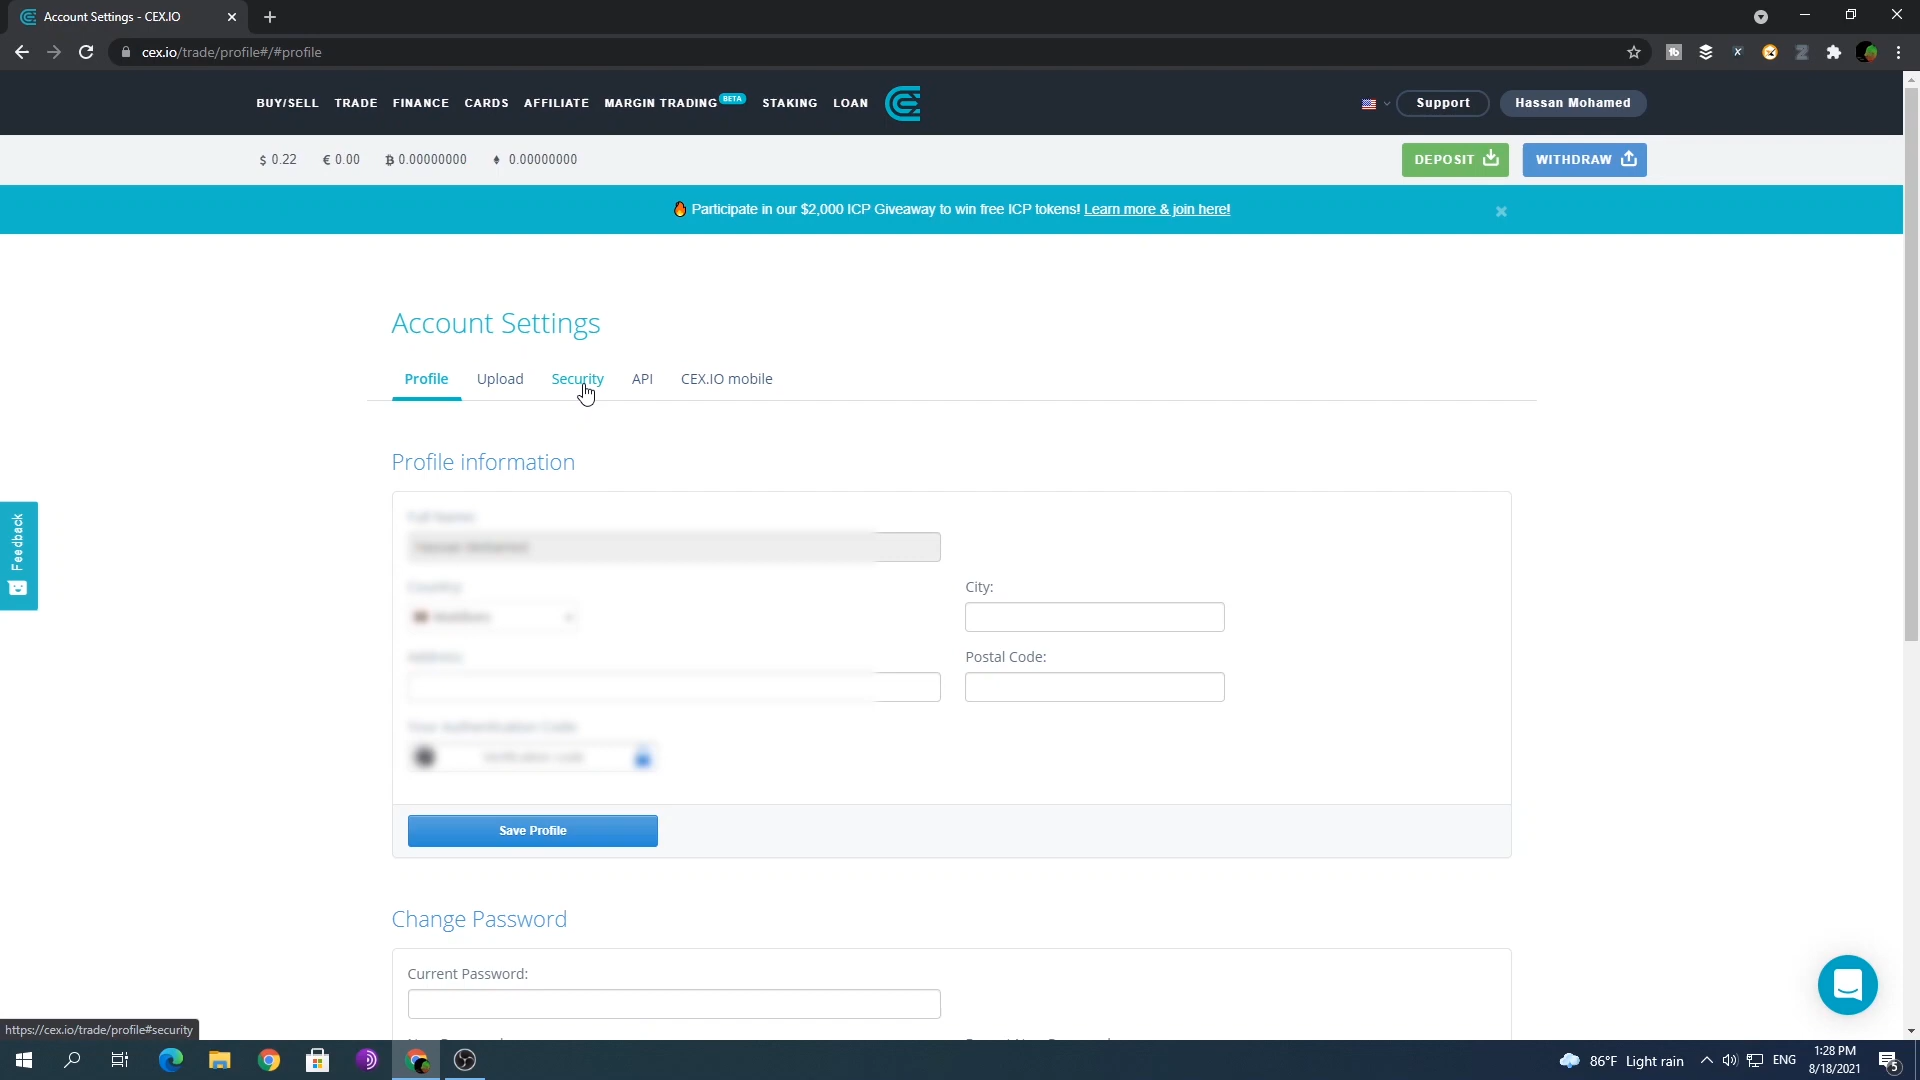 Account Settings - CEX.IO
cex.io/trade/profile#/#profile
BUY/SELL TRADE FINANCE CARDS AFFILIATE MARGIN TRADING BETA STAKING LOAN
Support
Hassan Mohamed
$ 0.22 € 0.00 ₿ 0.00000000 ♦ 0.00000000
DEPOSIT
WITHDRAW
Participate in our $2,000 ICP Giveaway to win free ICP tokens! Learn more & join here!
Account Settings
Profile Upload Security API CEX.IO mobile
Profile information
City:
Postal Code:
Save Profile
Feedback
Change Password
Current Password:
https://cex.io/trade/profile#security
86°F Light rain
ENG
1:28 PM
8/18/2021
5